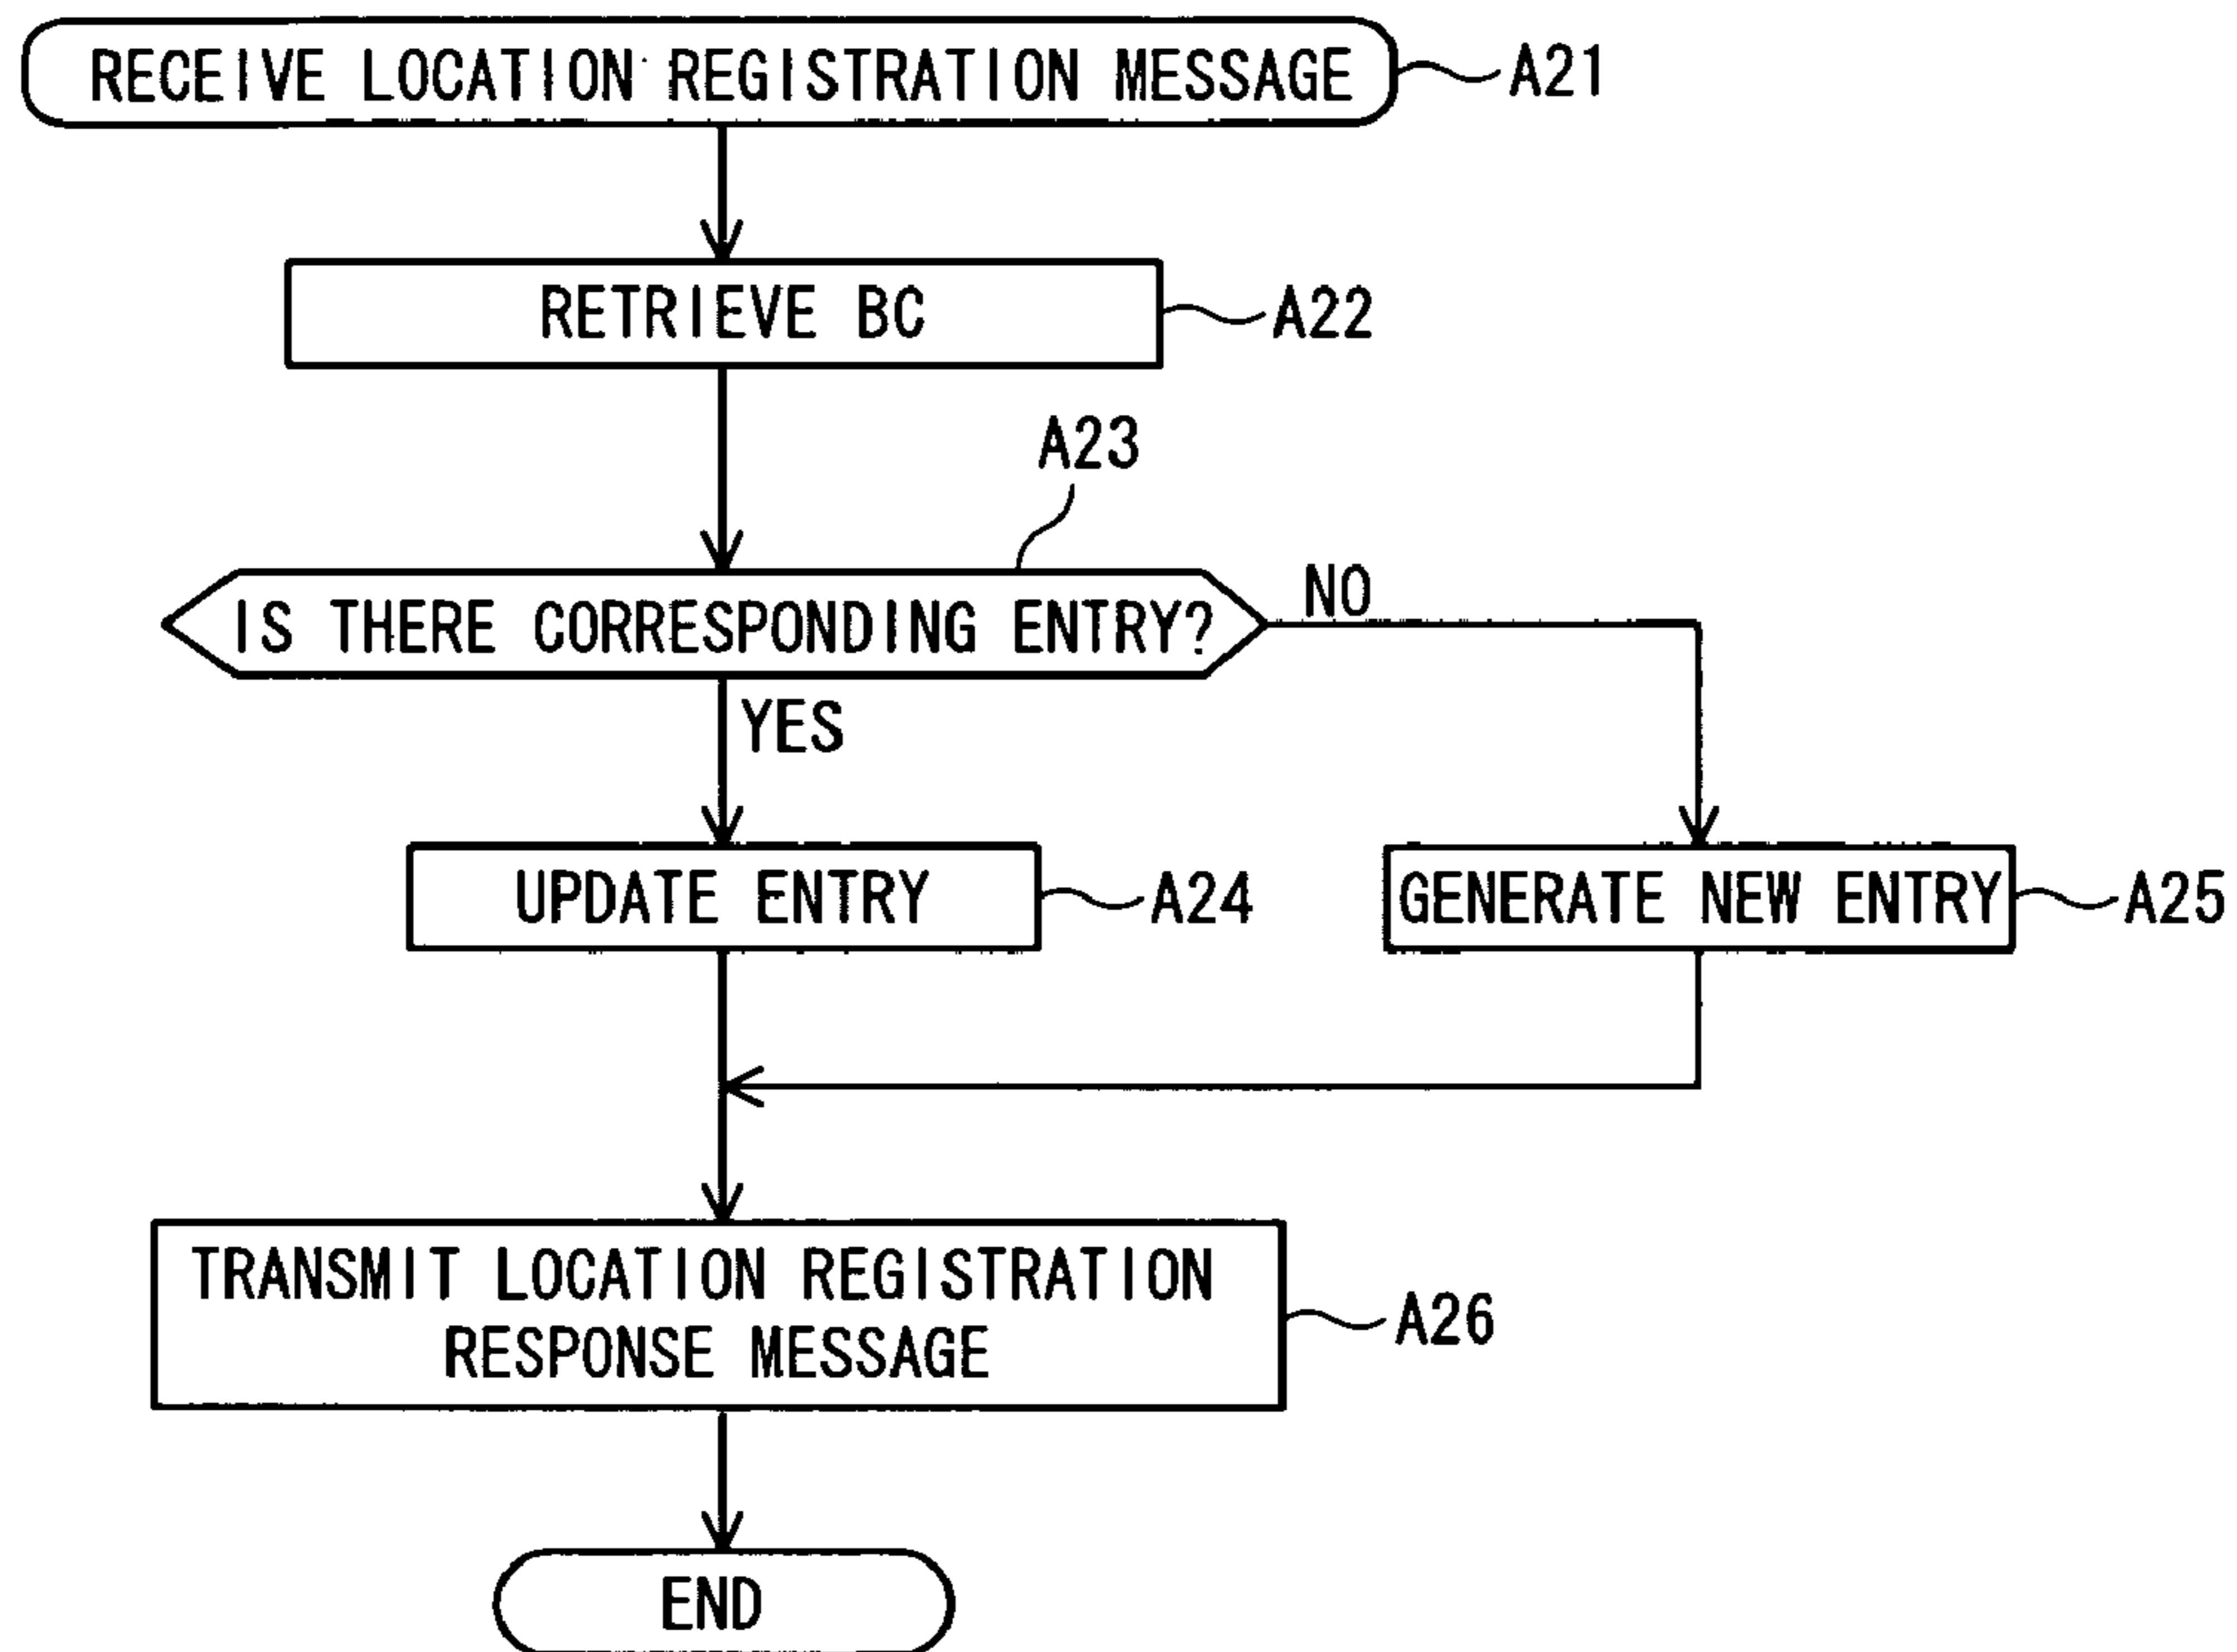 RECEIVE LOCATION REGISTRATION MESSAGE
A21
RETRIEVE BC
A22
A23
IS THERE CORRESPONDING ENTRY?
NO
YES
UPDATE ENTRY
A24
GENERATE NEW ENTRY
A25
TRANSMIT LOCATION REGISTRATION
RESPONSE MESSAGE
A26
END